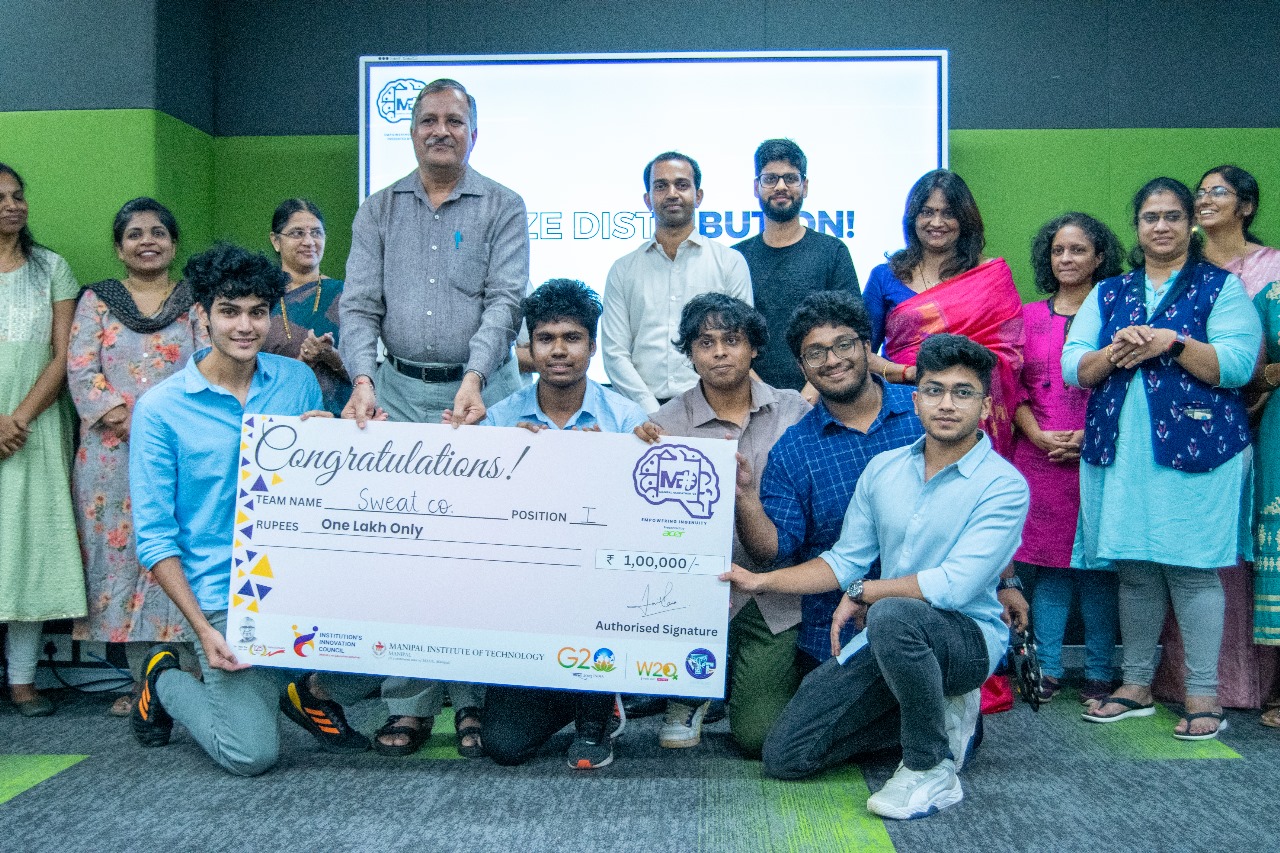 ZE DISTRIBUTION!
Congratulations!
TEAM NAME Sweat co. POSITION I
RUPEES One Lakh Only
₹ 1,00,000/-
Authorised Signature
EMPOWERING INGENUITY
acer
INSTITUTION'S
INNOVATION
COUNCIL
MANIPAL INSTITUTE OF TECHNOLOGY
MANIPAL
G20
W20